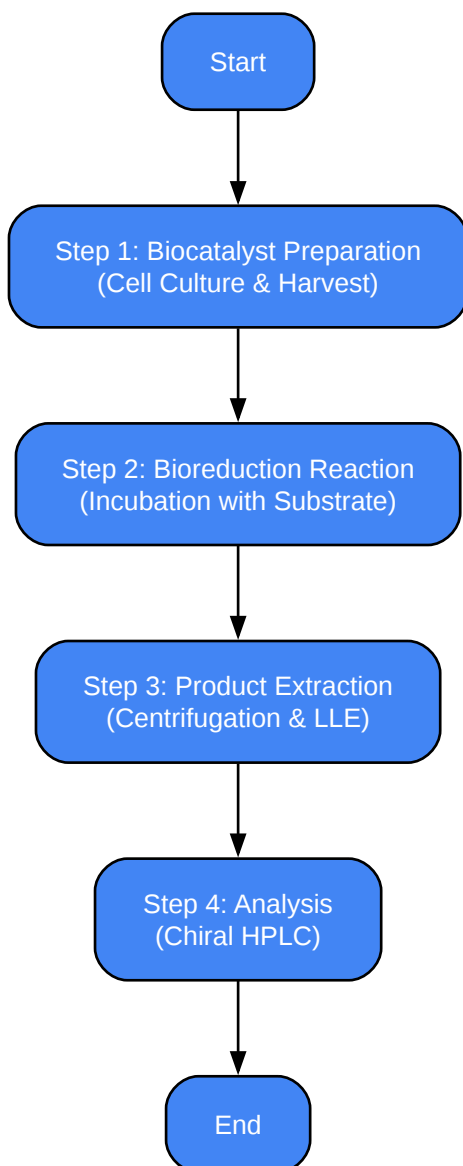 Start
Step 1: Biocatalyst Preparation
(Cell Culture & Harvest)
Step 2: Bioreduction Reaction
(Incubation with Substrate)
Step 3: Product Extraction
(Centrifugation & LLE)
Step 4: Analysis
(Chiral HPLC)
End